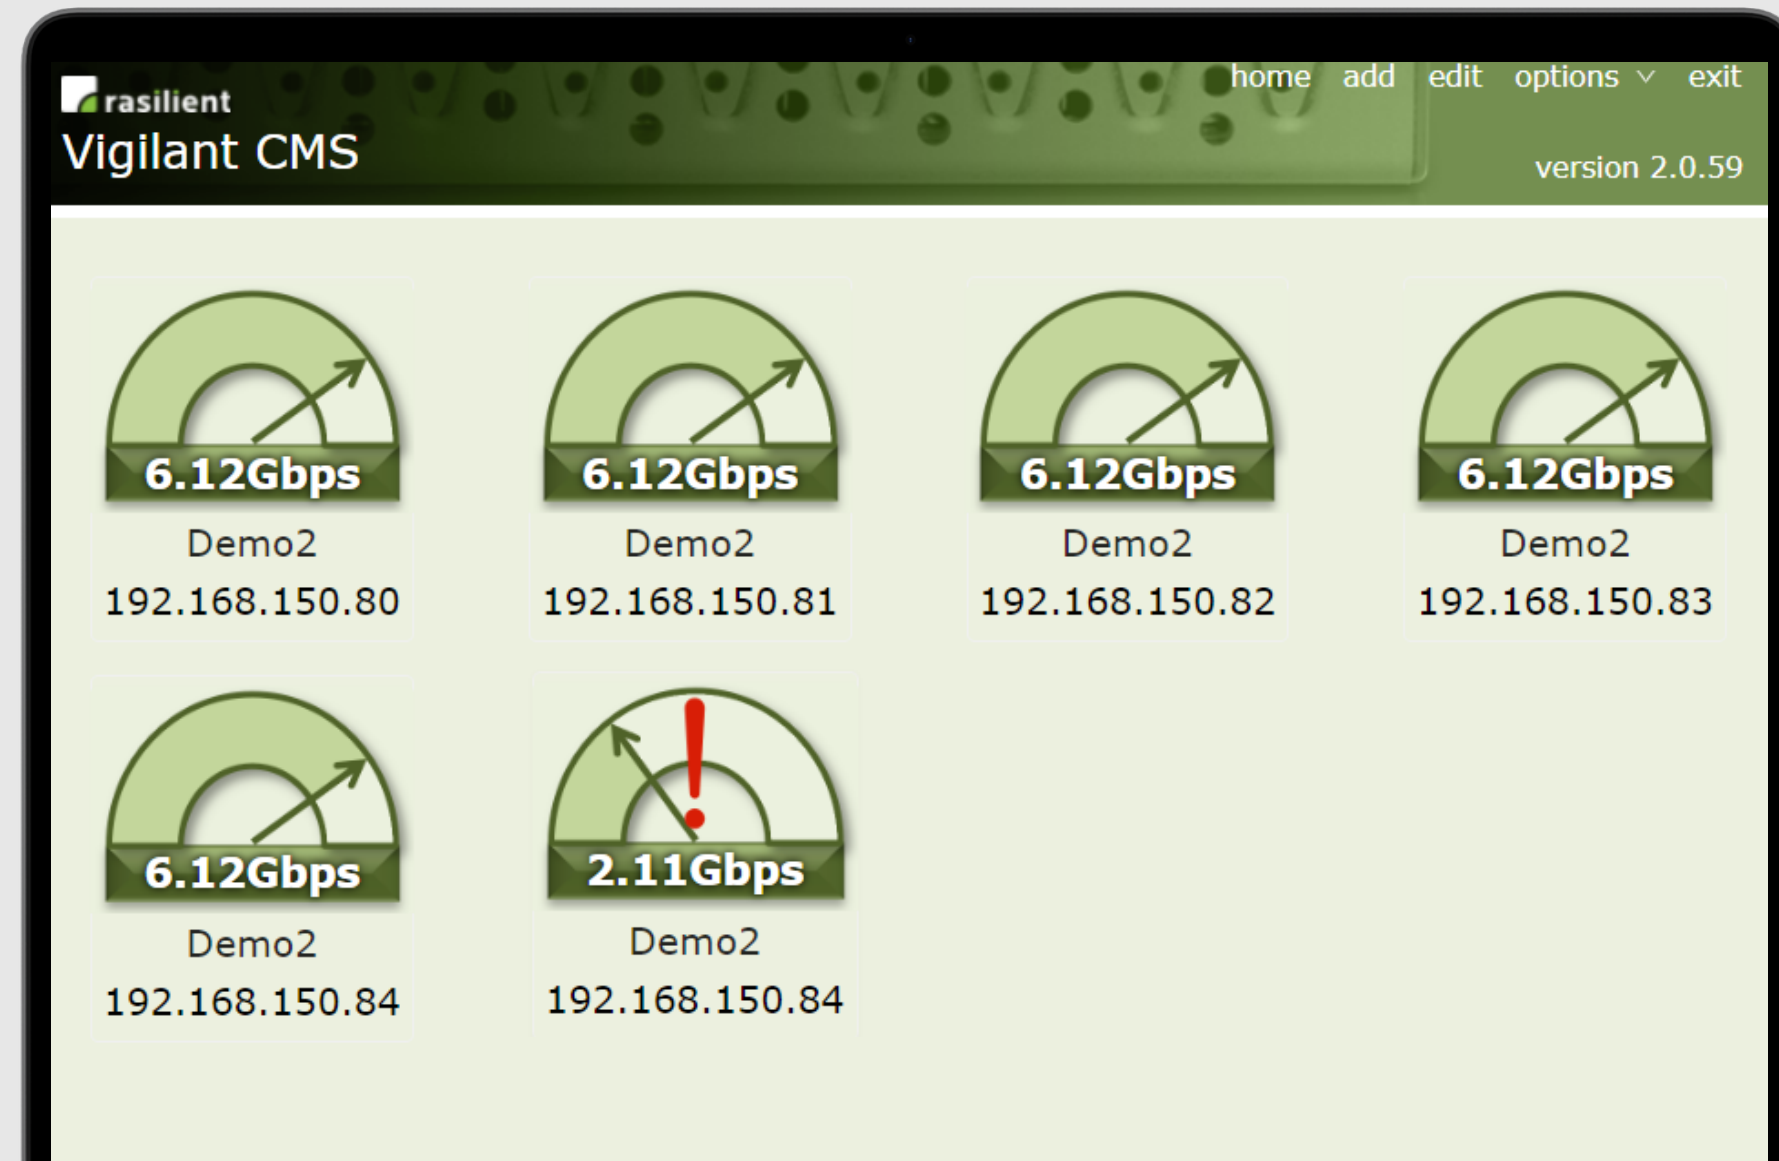 rasilient
Vigilant CMS
home add edit options exit
version 2.0.59
6.12Gbps
Demo2
192.168.150.80
6.12Gbps
Demo2
192.168.150.81
6.12Gbps
Demo2
192.168.150.82
6.12Gbps
Demo2
192.168.150.83
6.12Gbps
Demo2
192.168.150.84
!
2.11Gbps
Demo2
192.168.150.84